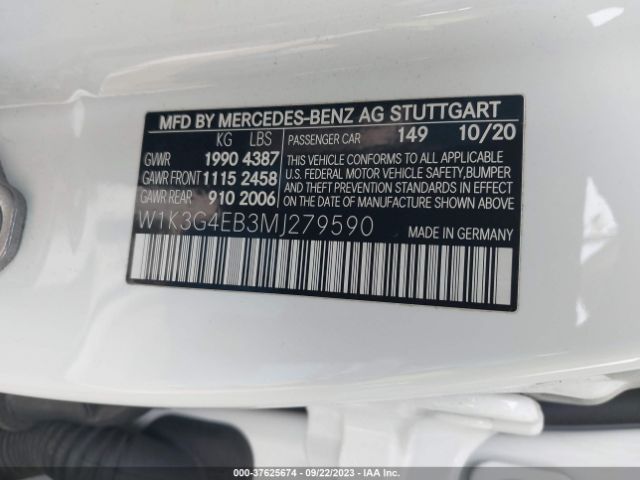 MFD BY MERCEDES-BENZ AG STUTTGART
KG LBS PASSENGER CAR 149 10/20
GVWR 1990 4387 THIS VEHICLE CONFORMS TO ALL APPLICABLE
GAWR FRONT 1115 2458 U.S. FEDERAL MOTOR VEHICLE SAFETY,BUMPER
GAWR REAR 910 2006 AND THEFT PREVENTION STANDARDS IN EFFECT
ON THE DATE OF MANUFACTURE SHOWN ABOVE
W1K3G4EB3MJ279590 MADE IN GERMANY
000-37625674 / 09/22/2023 / IAA Inc.